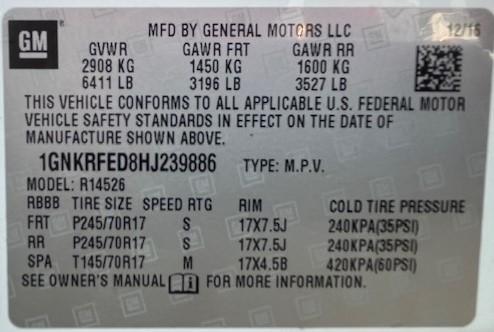 GM
MFD BY GENERAL MOTORS LLC 12/16
GVWR GAWR FRT GAWR RR
2908 KG 1450 KG 1600 KG
6411 LB 3196 LB 3527 LB
THIS VEHICLE CONFORMS TO ALL APPLICABLE U.S. FEDERAL MOTOR
VEHICLE SAFETY STANDARDS IN EFFECT ON THE DATE OF
MANUFACTURE SHOWN ABOVE.
1GNKRFED8HJ239886 TYPE: M.P.V.
MODEL: R14526
RBBB TIRE SIZE SPEED RTG RIM COLD TIRE PRESSURE
FRT P245/70R17 S 17X7.5J 240KPA(35PSI)
RR P245/70R17 S 17X7.5J 240KPA(35PSI)
SPA T145/70R17 M 17X4.5B 420KPA(60PSI)
SEE OWNER'S MANUAL i FOR MORE INFORMATION.